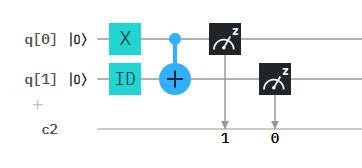 q[0] |0⟩ X z
q[1] |0⟩ ID + z
+
c2 1 0